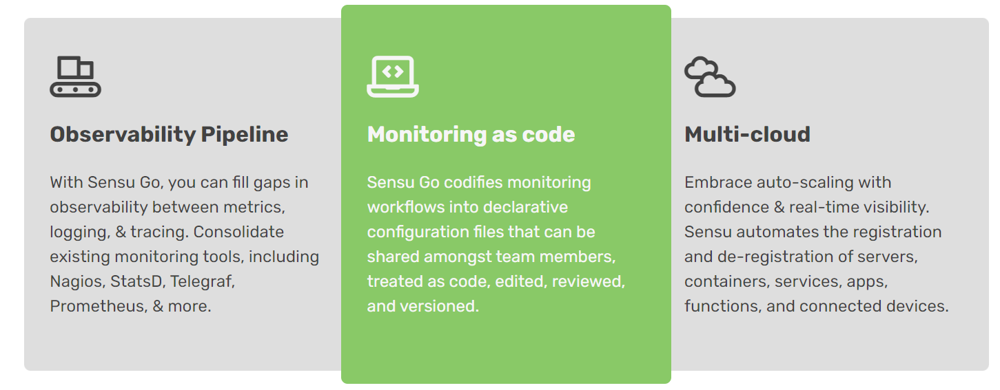 Observability Pipeline
With Sensu Go, you can fill gaps in
observability between metrics,
logging, & tracing. Consolidate
existing monitoring tools, including
Nagios, StatsD, Telegraf,
Prometheus, & more.
Monitoring as code
Sensu Go codifies monitoring
workflows into declarative
configuration files that can be
shared amongst team members,
treated as code, edited, reviewed,
and versioned.
Multi-cloud
Embrace auto-scaling with
confidence & real-time visibility.
Sensu automates the registration
and de-registration of servers,
containers, services, apps,
functions, and connected devices.